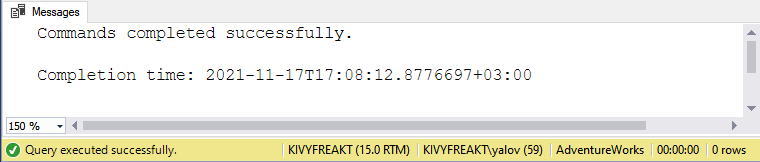 Messages
Commands completed successfully.
Completion time: 2021-11-17T17:08:12.8776697+03:00
150 %
Query executed successfully. KIVYFREAKT (15.0 RTM) KIVYFREAKT\yalov (59) AdventureWorks 00:00:00 0 rows